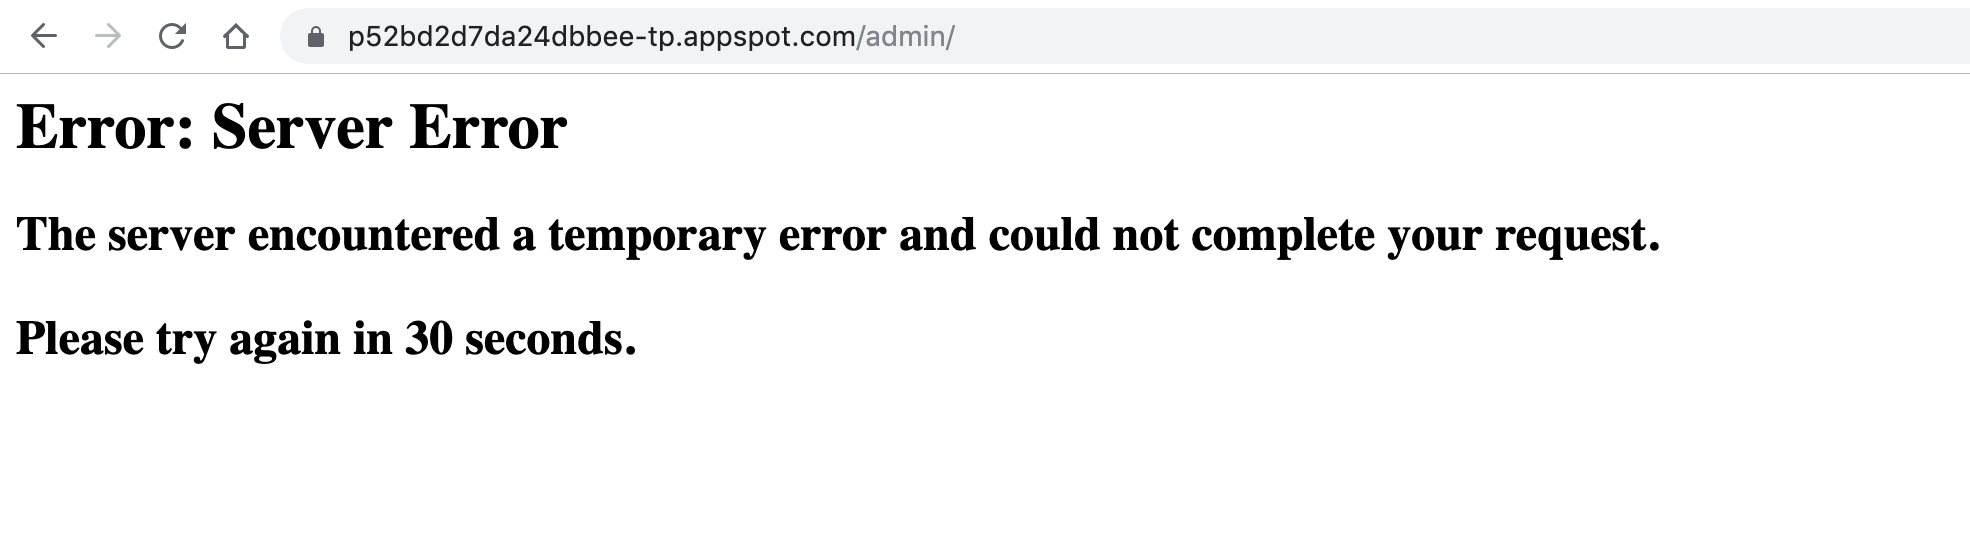 p52bd2d7da24dbbee-tp.appspot.com/admin/
Error: Server Error
The server encountered a temporary error and could not complete your request.
Please try again in 30 seconds.